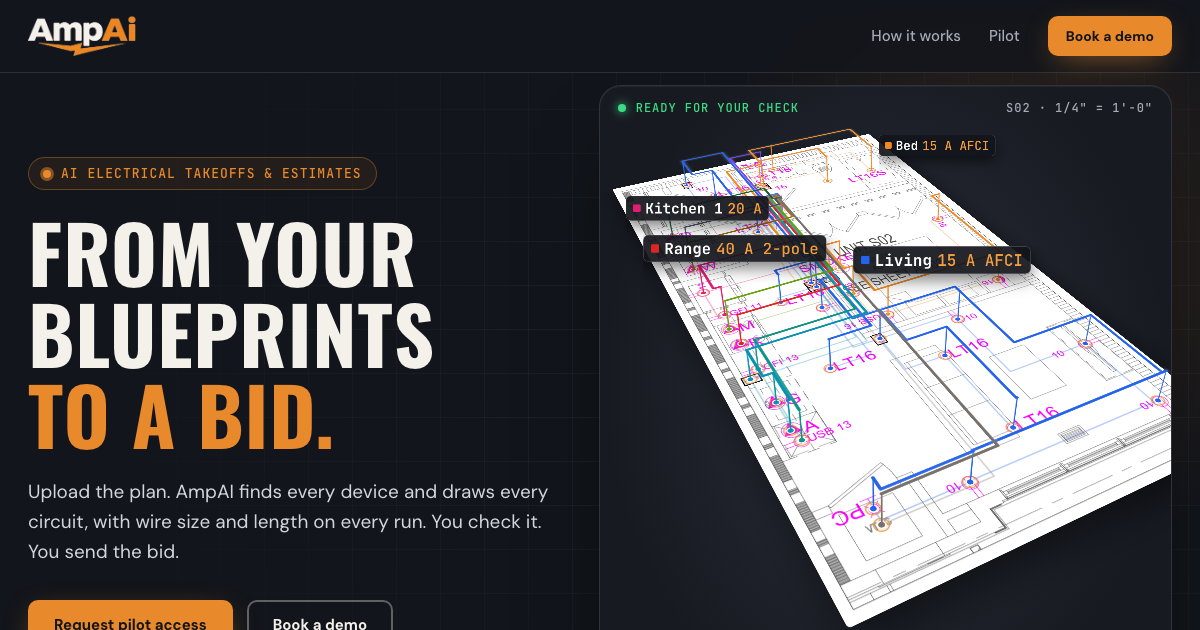 AmpAi
How it works
Pilot
Book a demo
READY FOR YOUR CHECK
S02 · 1/4" = 1'-0"
AI ELECTRICAL TAKEOFFS & ESTIMATES
FROM YOUR
BLUEPRINTS
TO A BID.
Upload the plan. AmpAI finds every device and draws every
circuit, with wire size and length on every run. You check it.
You send the bid.
Request pilot access
Book a demo
Bed 15 A AFCI
Kitchen 1 20 A
Range 40 A 2-pole
Living 15 A AFCI
LT16
LT16
LT16
USB 13